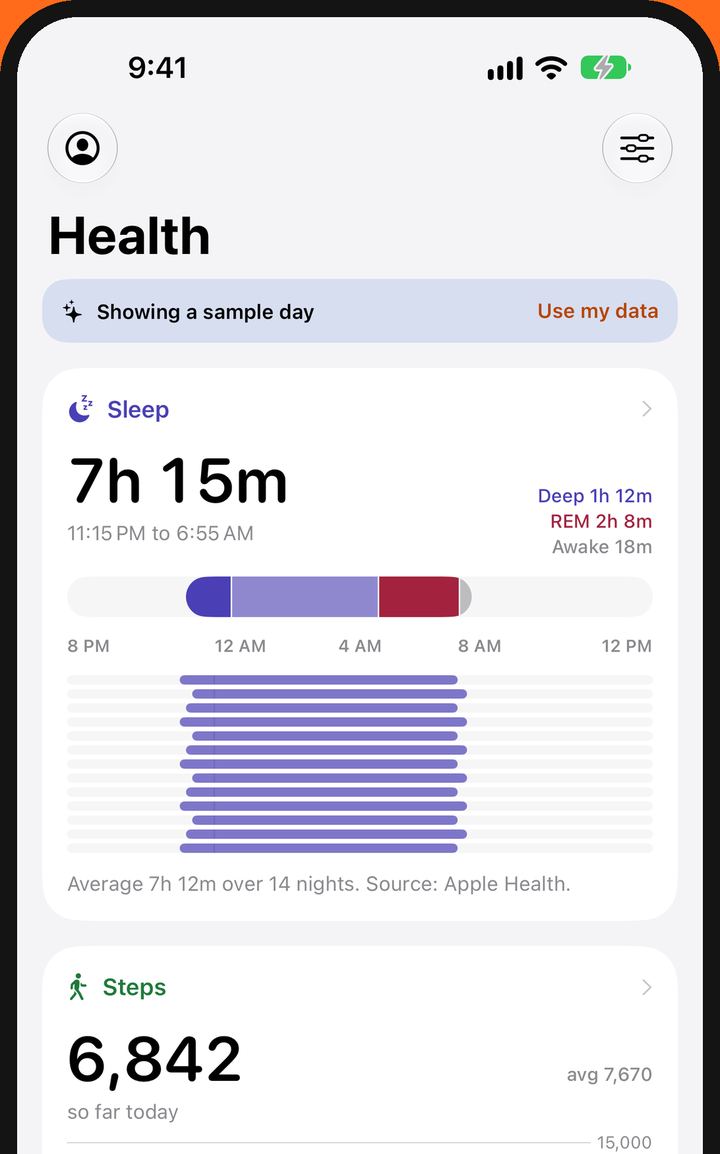 9:41
Health
Showing a sample day
Use my data
Sleep
7h 15m
11:15 PM to 6:55 AM
Deep 1h 12m
REM 2h 8m
Awake 18m
8 PM 12 AM 4 AM 8 AM 12 PM
Average 7h 12m over 14 nights. Source: Apple Health.
Steps
6,842
avg 7,670
so far today
15,000